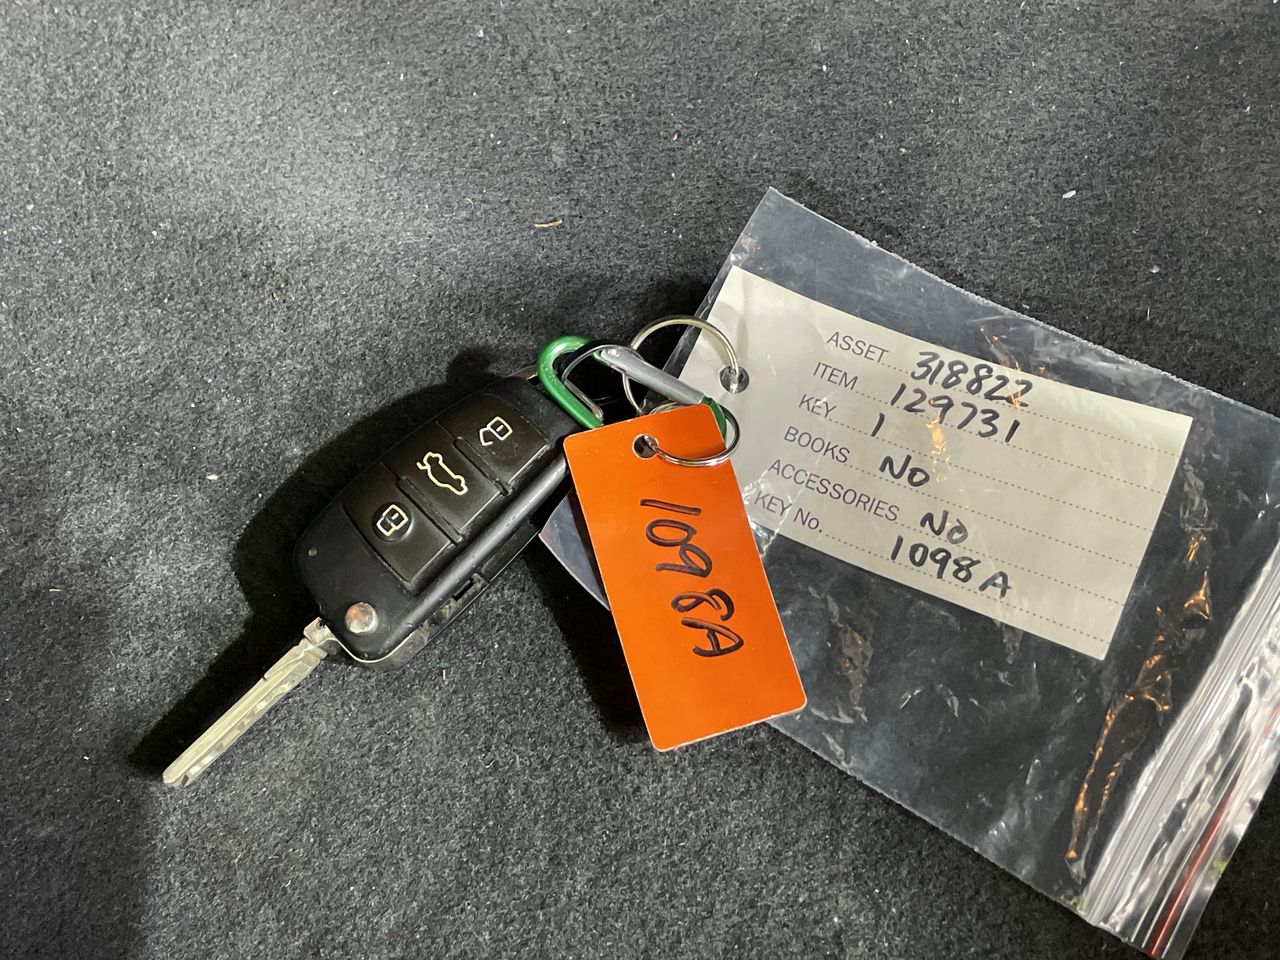 ASSET 318822
ITEM 129731
KEY 1
BOOKS NO
ACCESSORIES NO
KEY No. 1098A
1098A